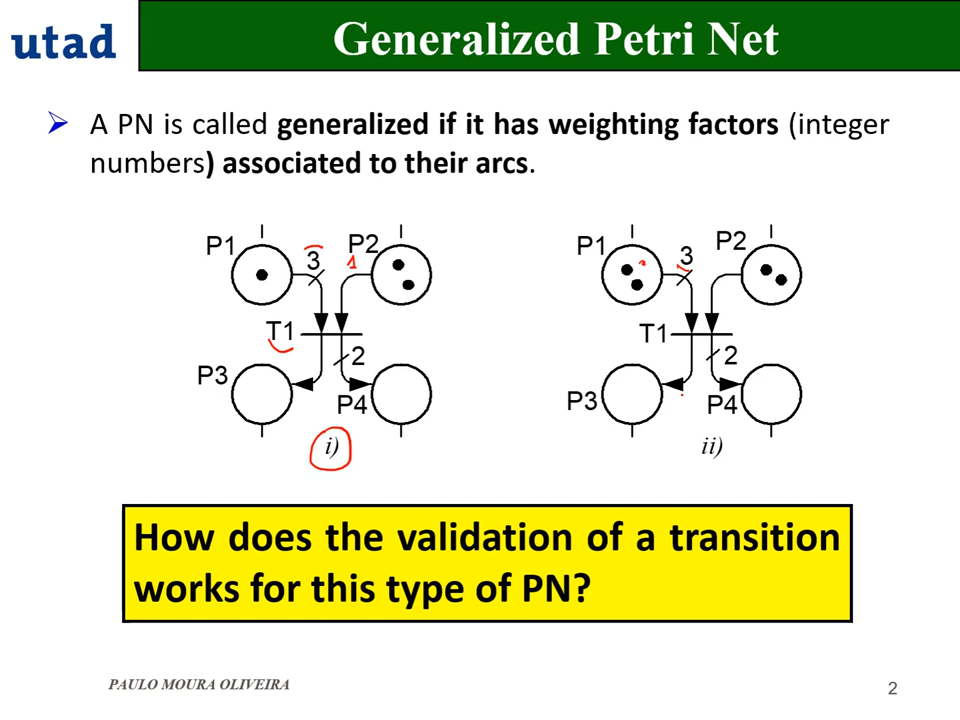 utad
Generalized Petri Net
A PN is called generalized if it has weighting factors (integer
numbers) associated to their arcs.
P1 3 1 P2
T1
2
P3
P4
i)
P1 3 P2
T1
2
P3 P4
ii)
How does the validation of a transition
works for this type of PN?
PAULO MOURA OLIVEIRA
2